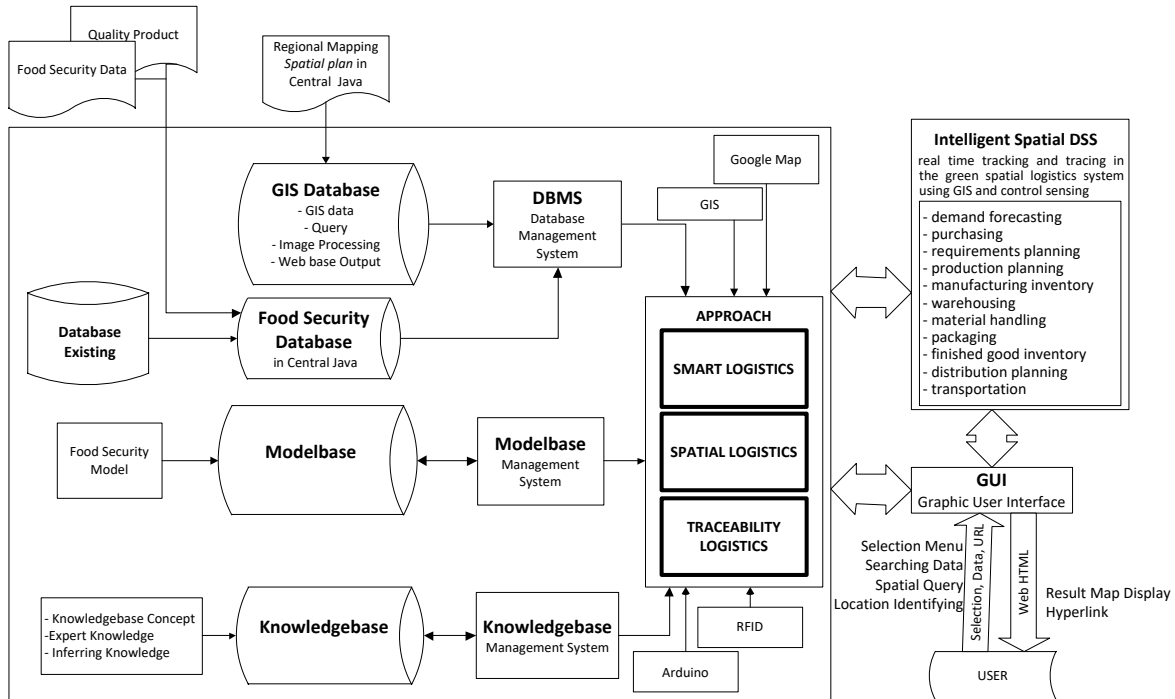 Quality Product
Food Security Data
Regional Mapping
Spatial plan in
Central Java
GIS Database
- GIS data
- Query
- Image Processing
- Web base Output
DBMS
Database
Management
System
Google Map
GIS
Database
Existing
Food Security
Database
in Central Java
Food Security
Model
Modelbase
Modelbase
Management
System
- Knowledgebase Concept
-Expert Knowledge
- Inferring Knowledge
Knowledgebase
Knowledgebase
Management System
APPROACH
SMART LOGISTICS
SPATIAL LOGISTICS
TRACEABILITY
LOGISTICS
Arduino
RFID
Intelligent Spatial DSS
real time tracking and tracing in
the green spatial logistics system
using GIS and control sensing
- demand forecasting
- purchasing
- requirements planning
- production planning
- manufacturing inventory
- warehousing
- material handling
- packaging
- finished good inventory
- distribution planning
- transportation
GUI
Graphic User Interface
Selection Menu
Searching Data
Spatial Query
Location Identifying
Selection, Data, URL
Web HTML
Result Map Display
Hyperlink
USER